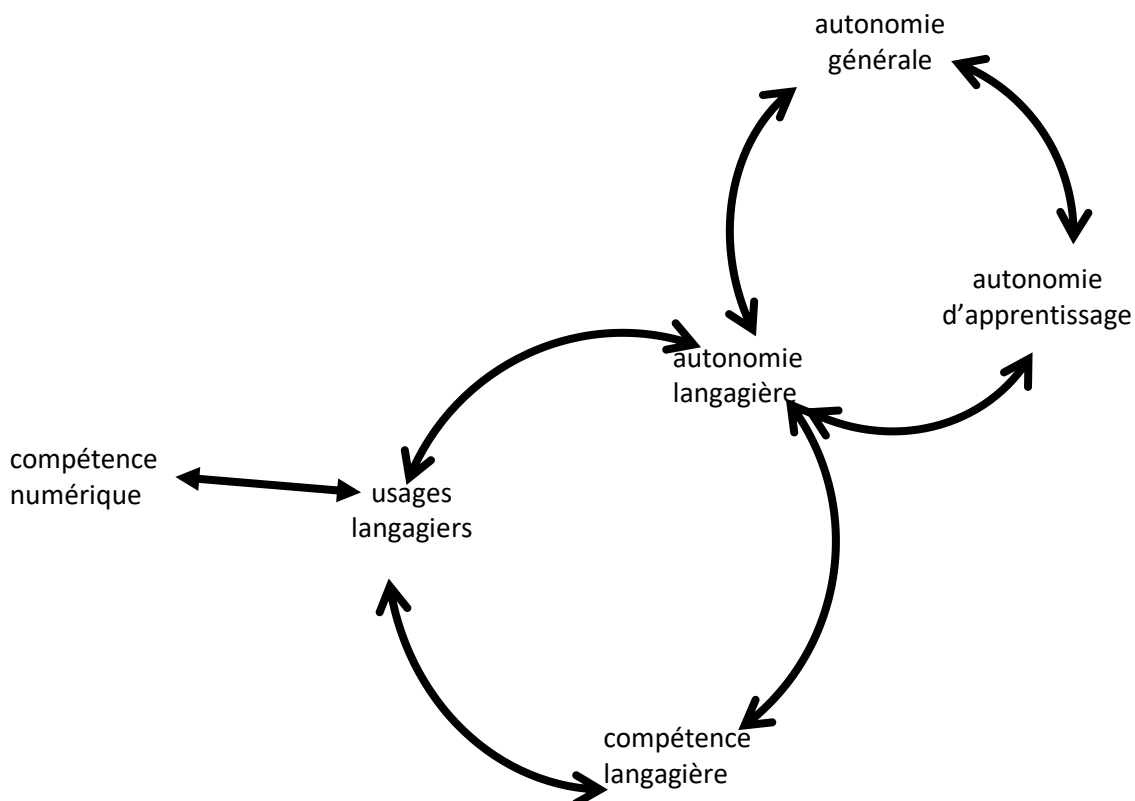 autonomie
générale
autonomie
d’apprentissage
autonomie
langagière
compétence
numérique
usages
langagiers
compétence
langagière